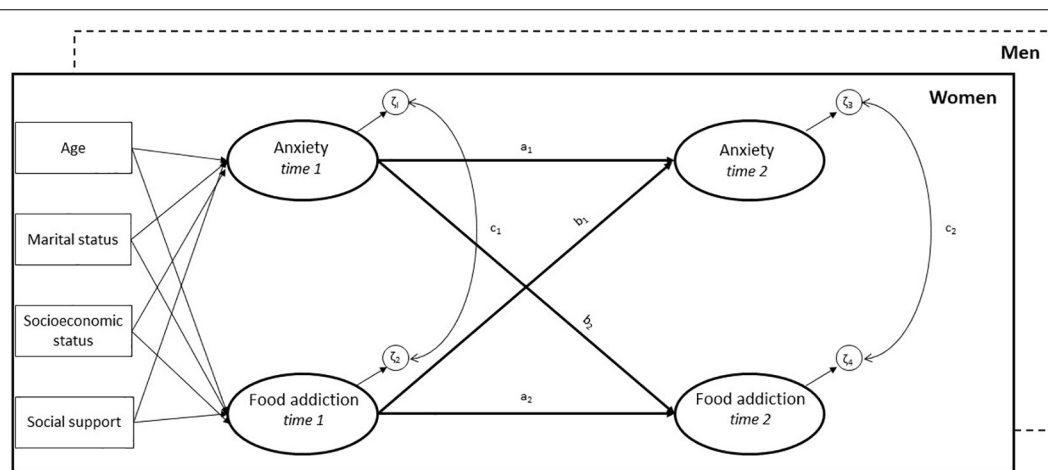 Men
Women
Age
Marital status
Socioeconomic
status
Social support
Anxiety
time 1
Food addiction
time 1
ζ1
ζ2
a₁
b₁
c₁
b₂
a₂
Anxiety
time 2
Food addiction
time 2
ζ3
ζ4
c₂